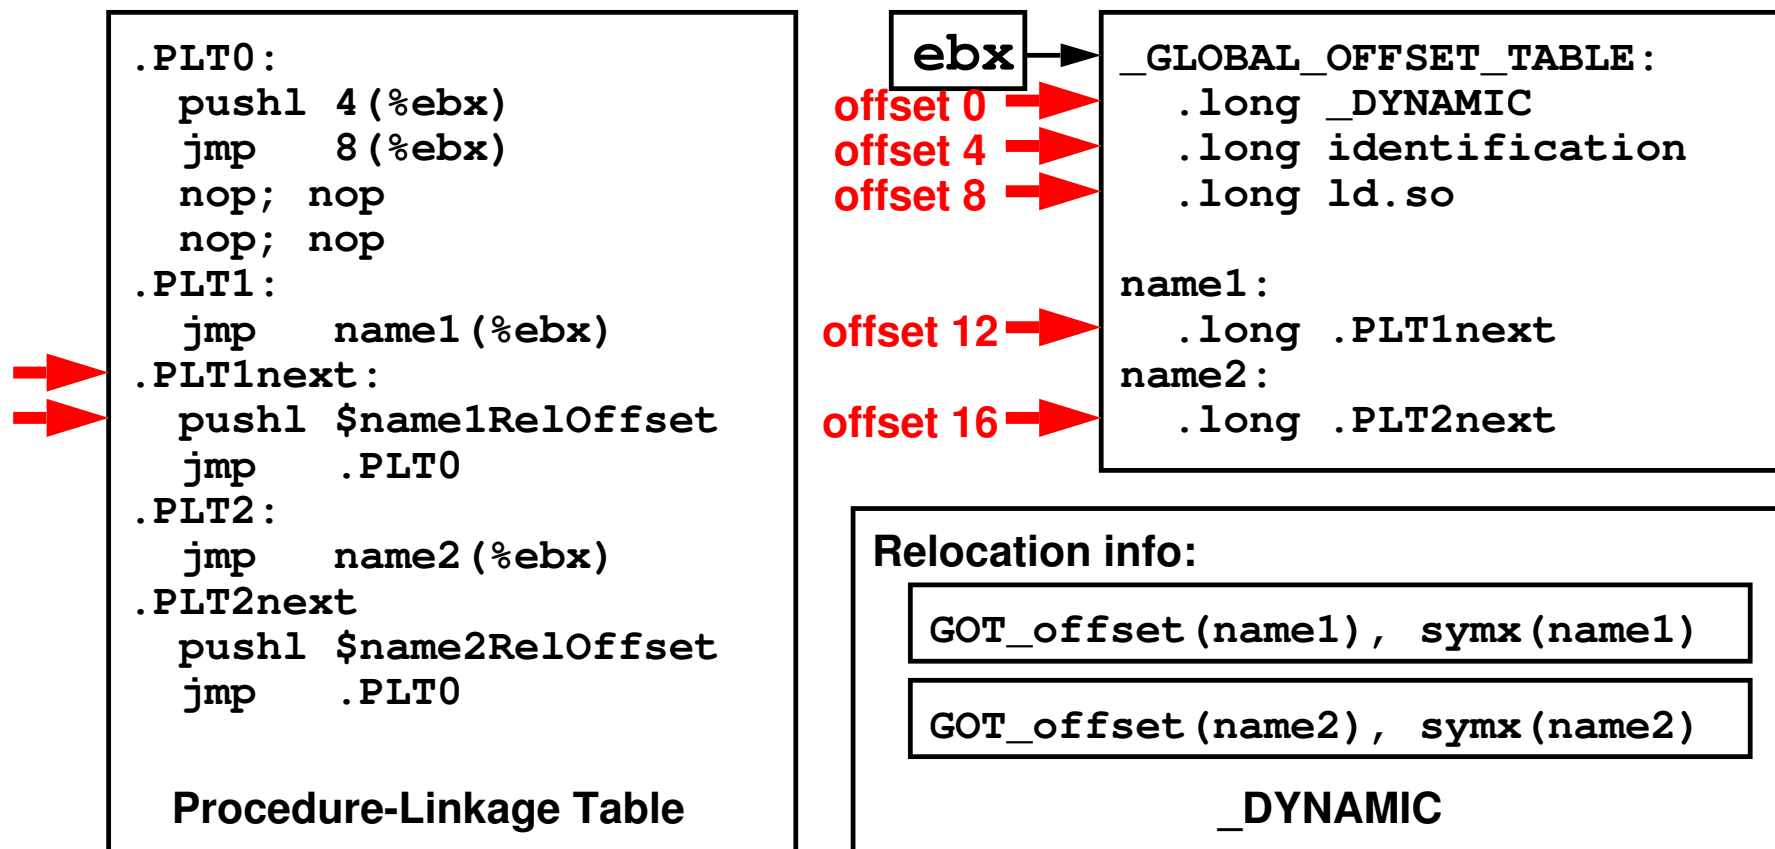 .PLT0:
pushl 4(%ebx)
jmp 8(%ebx)
nop; nop
nop; nop
.PLT1:
jmp name1(%ebx)
.PLT1next:
pushl $name1RelOffset
jmp .PLT0
.PLT2:
jmp name2(%ebx)
.PLT2next
pushl $name2RelOffset
jmp .PLT0
Procedure-Linkage Table
ebx
_GLOBAL_OFFSET_TABLE:
offset 0 .long _DYNAMIC
offset 4 .long identification
offset 8 .long ld.so
name1:
offset 12 .long .PLT1next
name2:
offset 16 .long .PLT2next
Relocation info:
GOT_offset(name1), symx(name1)
GOT_offset(name2), symx(name2)
_DYNAMIC